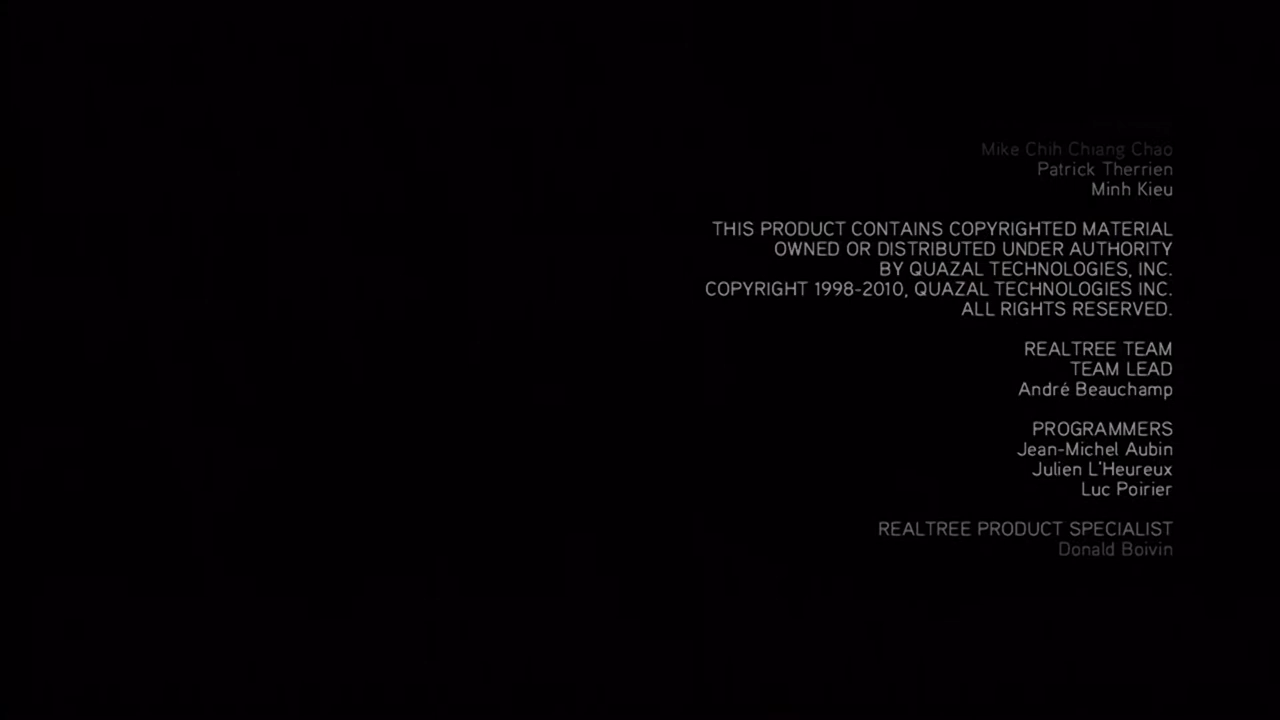 Mike Chih Chiang Chao
Patrick Therrien
Minh Kieu
THIS PRODUCT CONTAINS COPYRIGHTED MATERIAL
OWNED OR DISTRIBUTED UNDER AUTHORITY
BY QUAZAL TECHNOLOGIES, INC.
COPYRIGHT 1998-2010, QUAZAL TECHNOLOGIES INC.
ALL RIGHTS RESERVED.
REALTREE TEAM
TEAM LEAD
André Beauchamp
PROGRAMMERS
Jean-Michel Aubin
Julien L'Heureux
Luc Poirier
REALTREE PRODUCT SPECIALIST
Donald Boivin